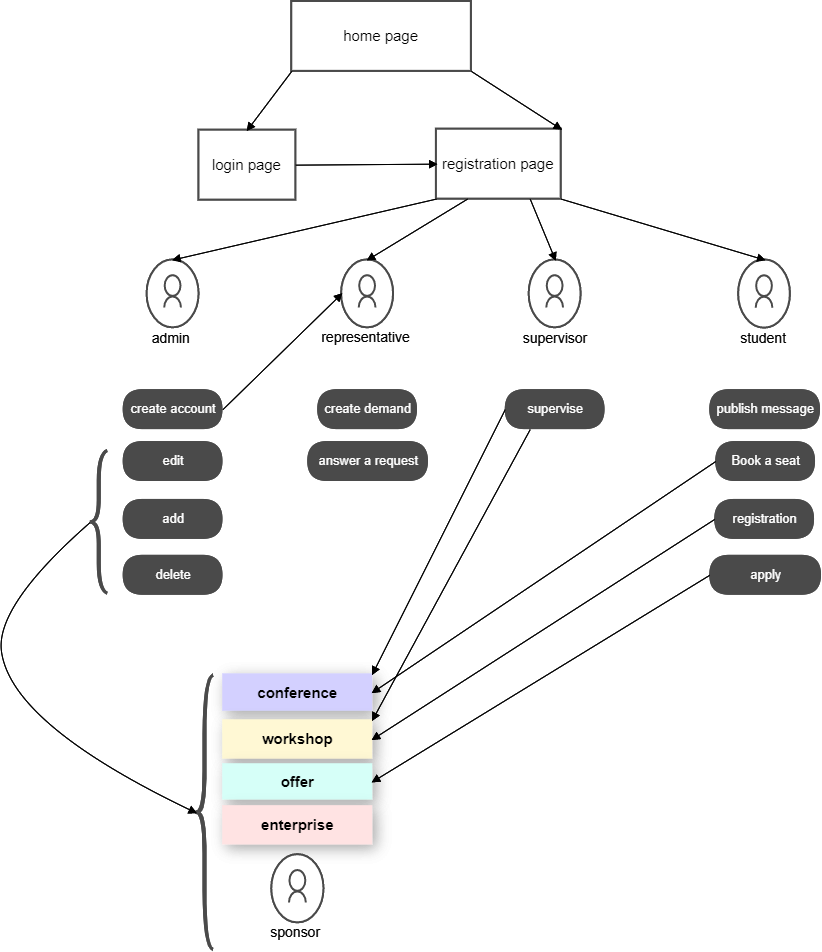 home page
login page
registration page
admin
representative
supervisor
student
create account
create demand
supervise
publish message
edit
answer a request
Book a seat
add
registration
delete
apply
conference
workshop
offer
enterprise
sponsor